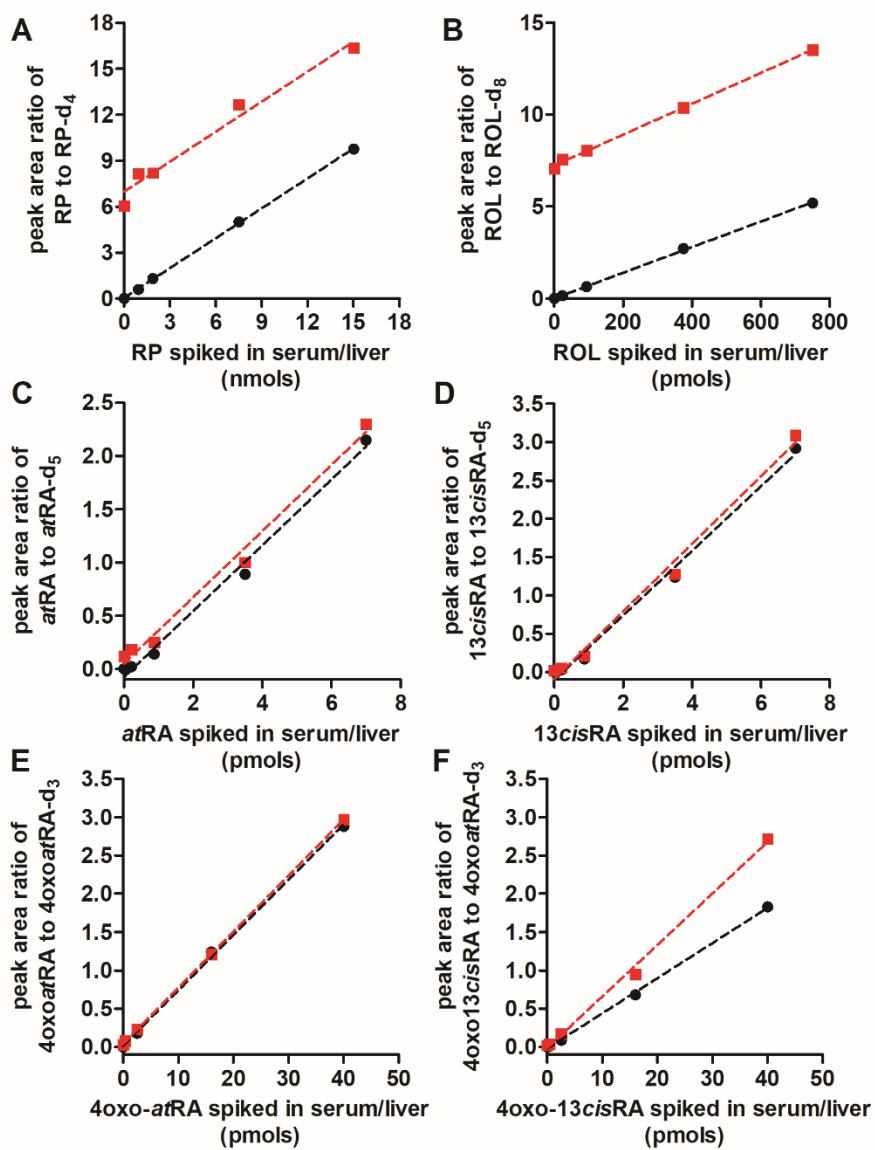 A
peak area ratio of
RP to RP-d4
18
15
12
9
6
3
0
0 3 6 9 12 15 18
RP spiked in serum/liver
(nmols)
B
peak area ratio of
ROL to ROL-d8
15
10
5
0
0 200 400 600 800
ROL spiked in serum/liver
(pmols)
C
peak area ratio of
atRA to atRA-d5
2.5
2.0
1.5
1.0
0.5
0.0
0 2 4 6 8
atRA spiked in serum/liver
(pmols)
D
peak area ratio of
13cisRA to 13cisRA-d5
3.5
3.0
2.5
2.0
1.5
1.0
0.5
0.0
0 2 4 6 8
13cisRA spiked in serum/liver
(pmols)
E
peak area ratio of
4oxoatRA to 4oxoatRA-d3
3.5
3.0
2.5
2.0
1.5
1.0
0.5
0.0
0 10 20 30 40 50
4oxo-atRA spiked in serum/liver
(pmols)
F
peak area ratio of
4oxo13cisRA to 4oxoatRA-d3
3.5
3.0
2.5
2.0
1.5
1.0
0.5
0.0
0 10 20 30 40 50
4oxo-13cisRA spiked in serum/liver
(pmols)